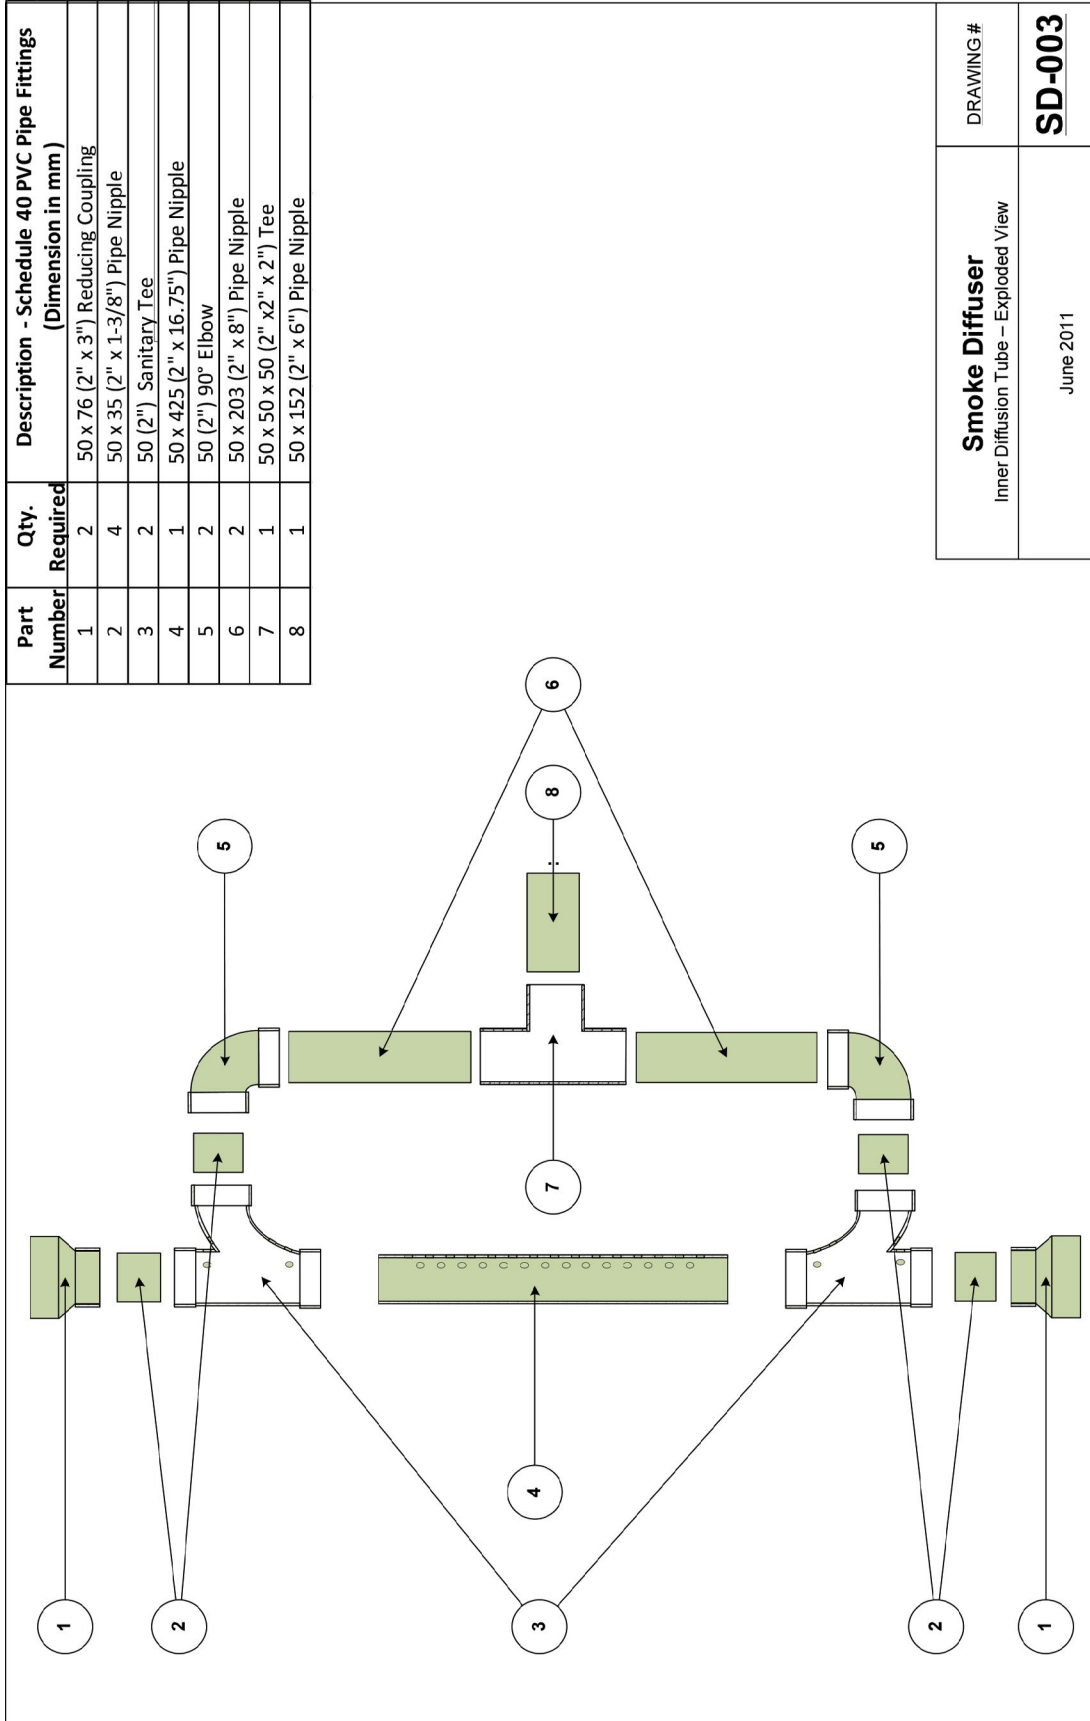 Part Number Qty. Required Description - Schedule 40 PVC Pipe Fittings (Dimension in mm )
1 2 50 x 76 (2" x 3") Reducing Coupling
2 4 50 x 35 (2" x 1-3/8") Pipe Nipple
3 2 50 (2") Sanitary Tee
4 1 50 x 425 (2" x 16.75") Pipe Nipple
5 2 50 (2") 90° Elbow
6 2 50 x 203 (2" x 8") Pipe Nipple
7 1 50 x 50 x 50 (2" x2" x 2") Tee
8 1 50 x 152 (2" x 6") Pipe Nipple
1
2
3
4
2
1
5
7
8
6
5
Smoke Diffuser
Inner Diffusion Tube – Exploded View
June 2011
DRAWING #
SD-003